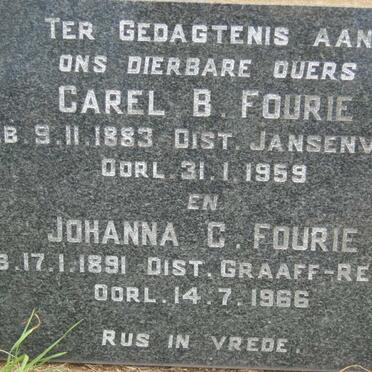 TER GEDAGTENIS AAN
ONS DIERBARE OUERS
CAREL B. FOURIE
B. 9.11.1883 DIST. JANSENV
OORL. 31.1.1959
EN
JOHANNA C. FOURIE
B. 17.1.1891 DIST. GRAAFF-RE
OORL. 14.7.1966
RUS IN VREDE.